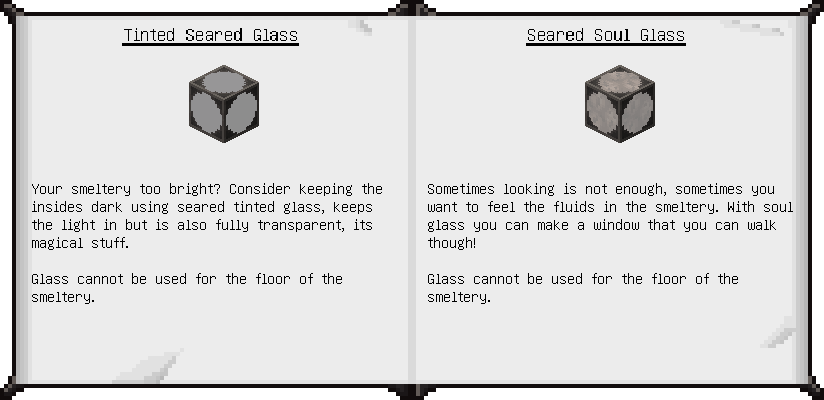 Tinted Seared Glass
Your smeltery too bright? Consider keeping the
insides dark using seared tinted glass, keeps
the light in but is also fully transparent, its
magical stuff.
Glass cannot be used for the floor of the
smeltery.
Seared Soul Glass
Sometimes looking is not enough, sometimes you
want to feel the fluids in the smeltery. With soul
glass you can make a window that you can walk
though!
Glass cannot be used for the floor of the
smeltery.